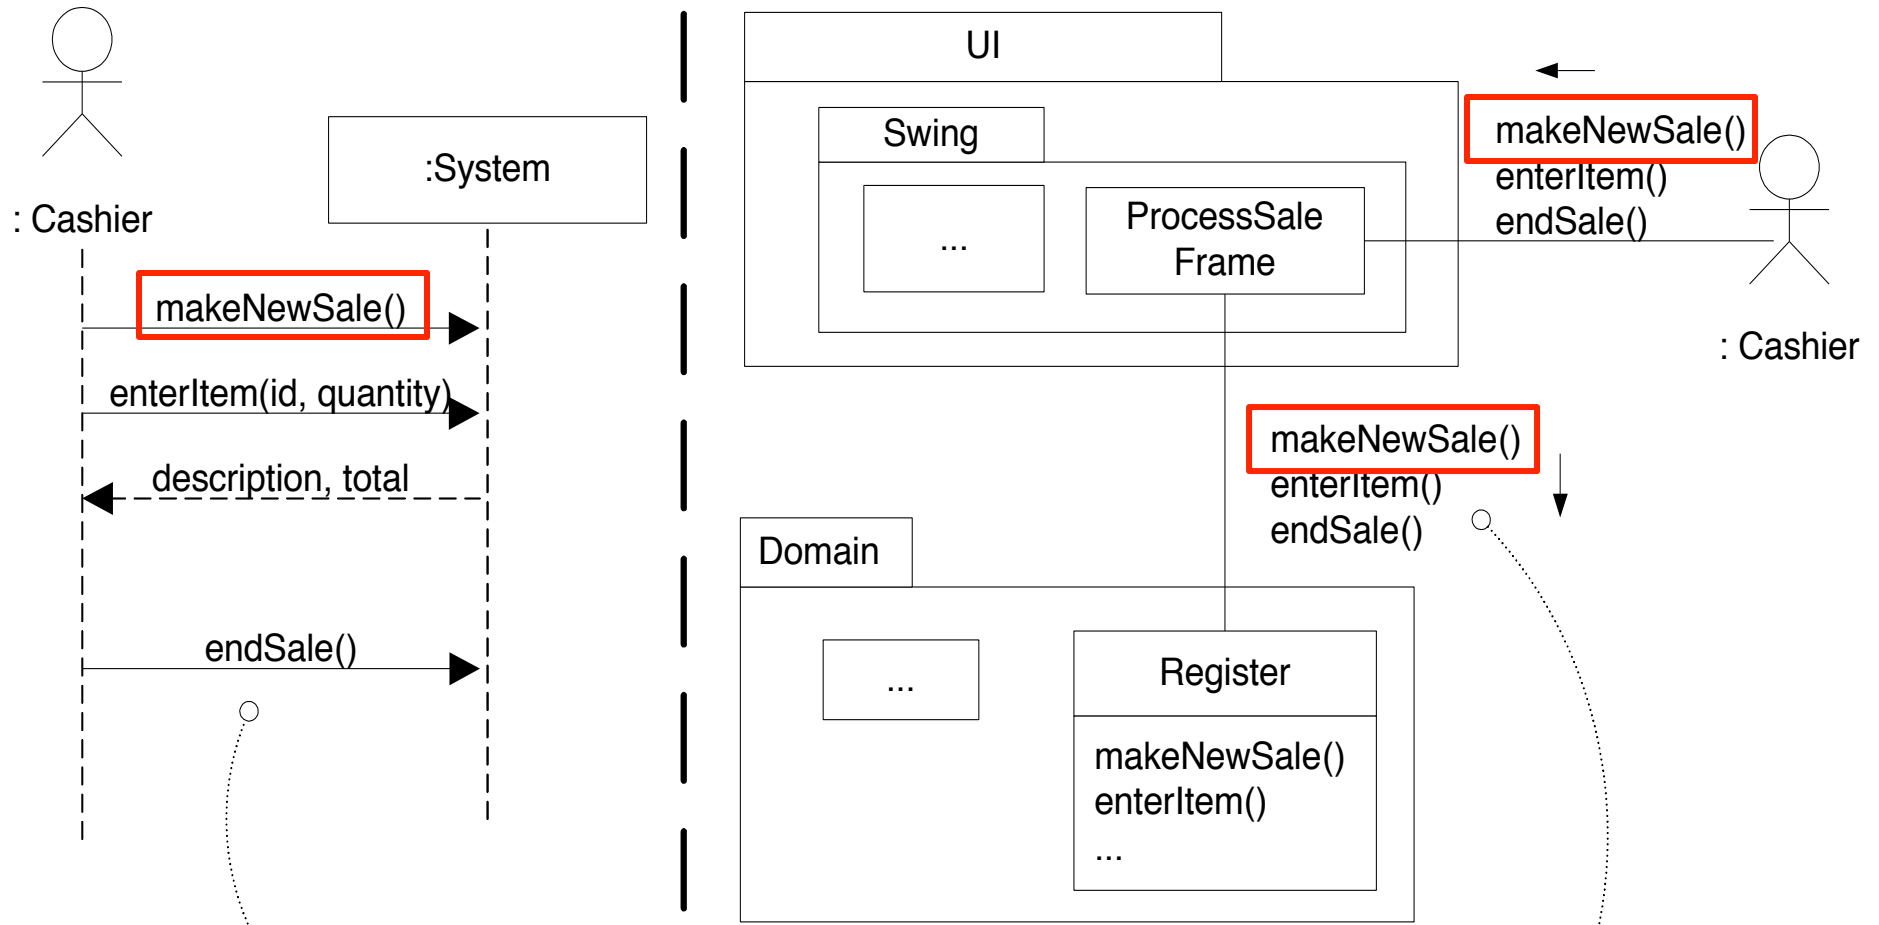 : Cashier
:System
makeNewSale()
enterItem(id, quantity)
description, total
endSale()
UI
Swing
...
ProcessSale
Frame
makeNewSale()
enterItem()
endSale()
: Cashier
makeNewSale()
enterItem()
endSale()
Domain
...
Register
makeNewSale()
enterItem()
...